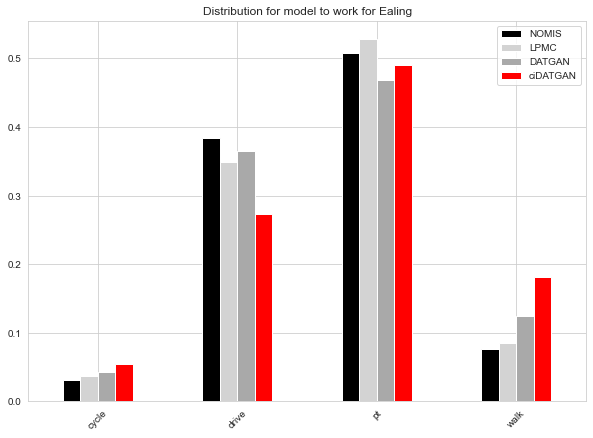 Distribution for model to work for Ealing
NOMIS
LPMC
DATGAN
ciDATGAN
0.5
0.4
0.3
0.2
0.1
0.0
cycle
drive
pt
walk